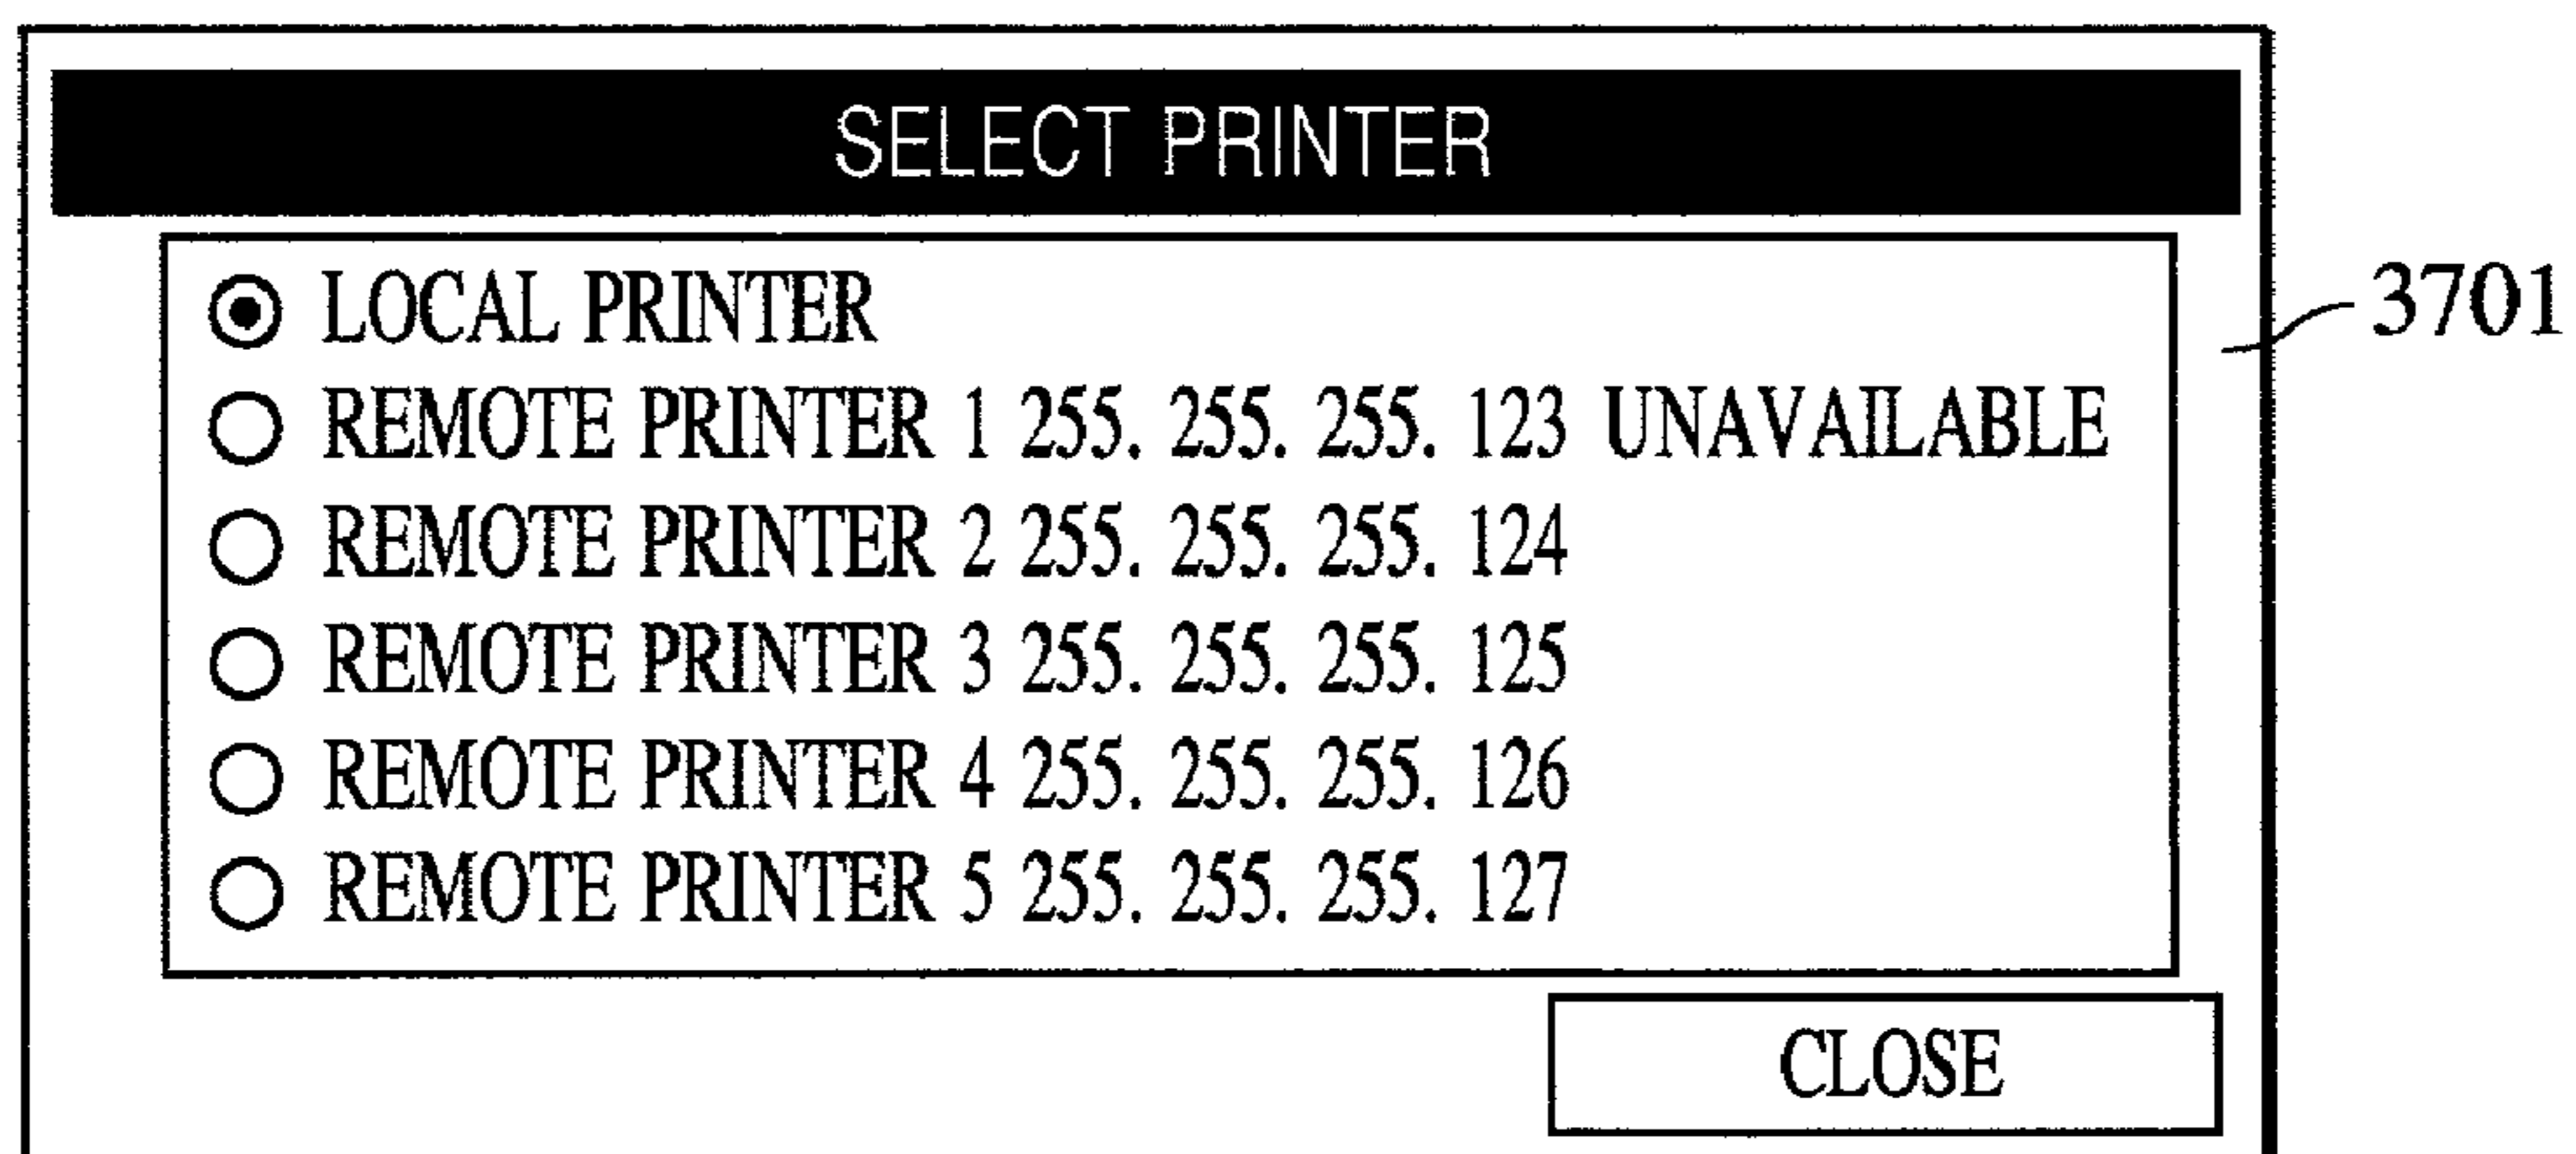 SELECT PRINTER
LOCAL PRINTER
3701
REMOTE PRINTER 1 255. 255. 255. 123 UNAVAILABLE
REMOTE PRINTER 2 255. 255. 255. 124
REMOTE PRINTER 3 255. 255. 255. 125
REMOTE PRINTER 4 255. 255. 255. 126
REMOTE PRINTER 5 255. 255. 255. 127
CLOSE